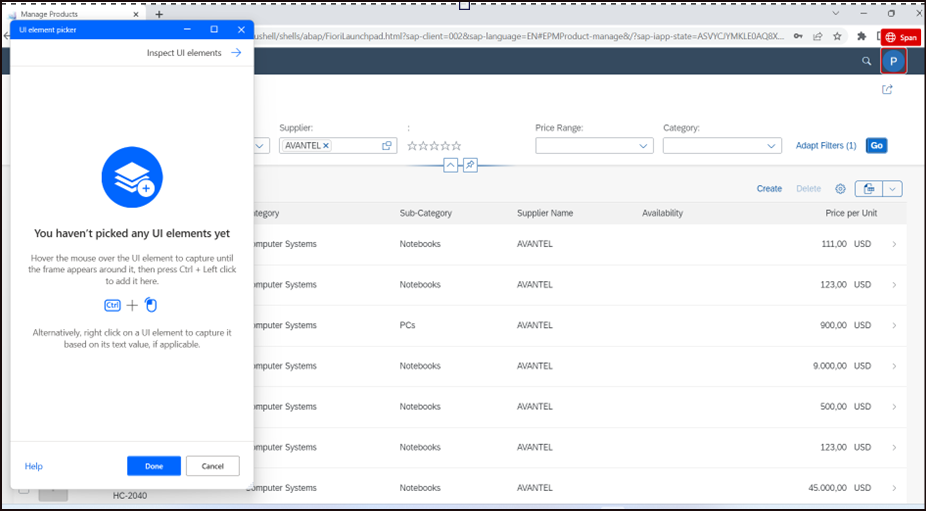 Manage Products
UI element picker
Inspect UI elements
ushell/shells/abap/FioriLaunchpad.html?sap-client=002&sap-language=EN#EPMProduct-manage&/?sap-iapp-state=ASVYCJYMKLE0AQ8X...
Span
P
Supplier:
:
Price Range:
Category:
AVANTEL
Adapt Filters (1)
Go
You haven't picked any UI elements yet
Hover the mouse over the UI element to capture until
the frame appears around it, then press Ctrl + Left click
to add it here.
Ctrl +
Alternatively, right click on a UI element to capture it
based on its text value, if applicable.
Help
Done
Cancel
Create Delete
ategory Sub-Category Supplier Name Availability Price per Unit
omputer Systems Notebooks AVANTEL 111,00 USD
omputer Systems Notebooks AVANTEL 123,00 USD
omputer Systems PCs AVANTEL 900,00 USD
omputer Systems Notebooks AVANTEL 9.000,00 USD
omputer Systems Notebooks AVANTEL 500,00 USD
omputer Systems Notebooks AVANTEL 123,00 USD
omputer Systems Notebooks AVANTEL 45.000,00 USD
HC-2040